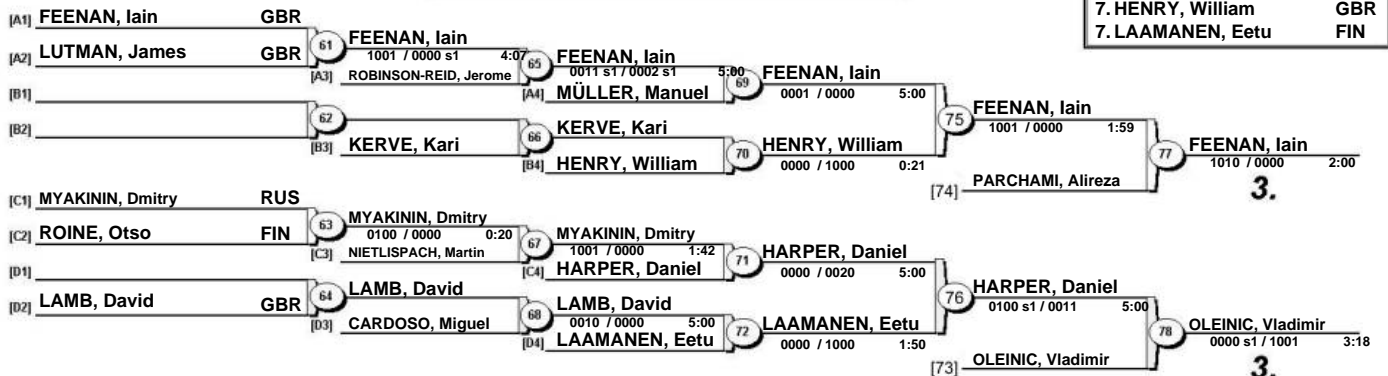 7. HENRY, William GBR
7. LAAMANEN, Eetu FIN
[A1] FEENAN, Iain GBR
[A2] LUTMAN, James GBR
61
FEENAN, Iain
1001 / 0000 s1 4:07
[A3] ROBINSON-REID, Jerome
65
FEENAN, Iain
0011 s1 / 0002 s1 5:00
[A4] MÜLLER, Manuel
69
FEENAN, Iain
0001 / 0000 5:00
[B1]
[B2]
62
[B3] KERVE, Kari
66
KERVE, Kari
[B4] HENRY, William
70
HENRY, William
0000 / 1000 0:21
75
FEENAN, Iain
1001 / 0000 1:59
[74] PARCHAMI, Alireza
77
FEENAN, Iain
1010 / 0000 2:00
3.
[C1] MYAKININ, Dmitry RUS
[C2] ROINE, Otso FIN
63
MYAKININ, Dmitry
0100 / 0000 0:20
[C3] NIETLISPACH, Martin
67
MYAKININ, Dmitry
1001 / 0000 1:42
[C4] HARPER, Daniel
71
HARPER, Daniel
0000 / 0020 5:00
[D1]
[D2] LAMB, David GBR
64
LAMB, David
[D3] CARDOSO, Miguel
68
LAMB, David
0010 / 0000 5:00
[D4] LAAMANEN, Eetu
72
LAAMANEN, Eetu
0000 / 1000 1:50
76
HARPER, Daniel
0100 s1 / 0011 5:00
[73] OLEINIC, Vladimir
78
OLEINIC, Vladimir
0000 s1 / 1001 3:18
3.